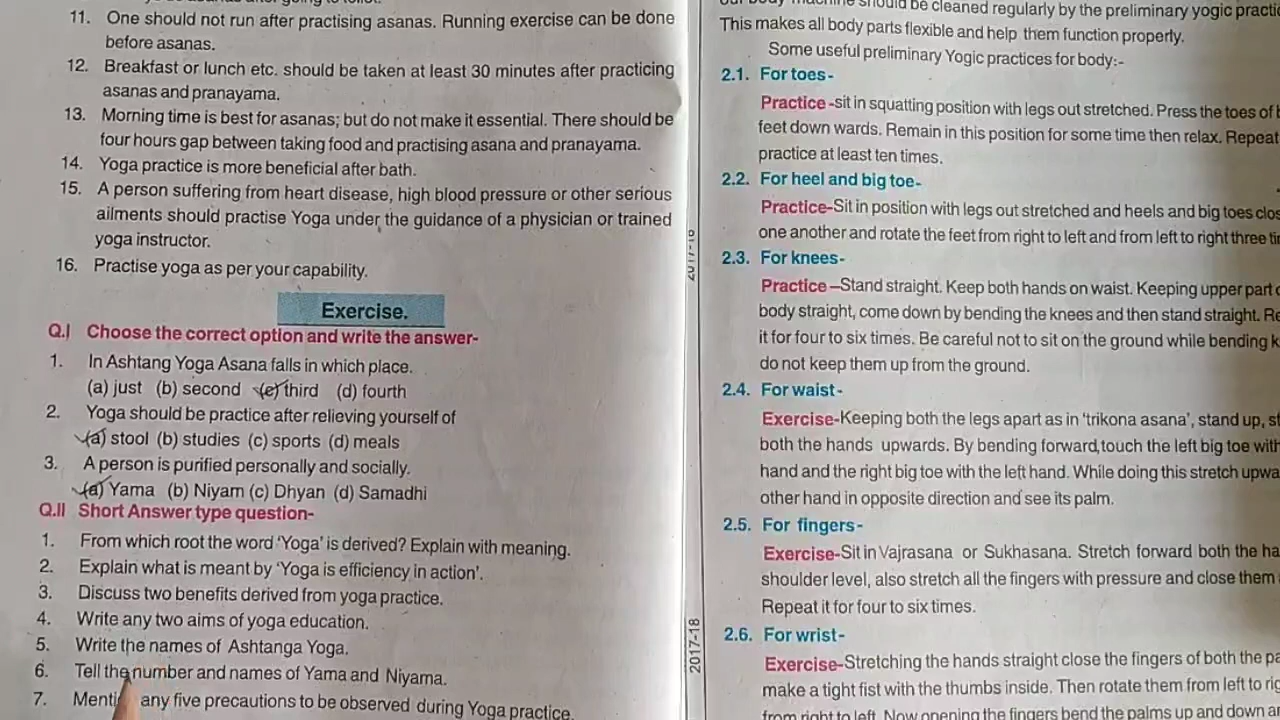 11. One should not run after practising asanas. Running exercise can be done
before asanas.
12. Breakfast or lunch etc. should be taken at least 30 minutes after practicing
asanas and pranayama.
13. Morning time is best for asanas; but do not make it essential. There should be
four hours gap between taking food and practising asana and pranayama.
14. Yoga practice is more beneficial after bath.
15. A person suffering from heart disease, high blood pressure or other serious
ailments should practise Yoga under the guidance of a physician or trained
yoga instructor.
16. Practise yoga as per your capability.
Exercise.
Q.I Choose the correct option and write the answer-
1. In Ashtang Yoga Asana falls in which place.
(a) just (b) second (c) third (d) fourth
2. Yoga should be practice after relieving yourself of
(a) stool (b) studies (c) sports (d) meals
3. A person is purified personally and socially.
(a) Yama (b) Niyam (c) Dhyan (d) Samadhi
Q.II Short Answer type question-
1. From which root the word 'Yoga' is derived? Explain with meaning.
2. Explain what is meant by 'Yoga is efficiency in action'.
3. Discuss two benefits derived from yoga practice.
4. Write any two aims of yoga education.
5. Write the names of Ashtanga Yoga.
6. Tell the number and names of Yama and Niyama.
7. any five precautions to be observed during Yoga practice.
2017-18
be cleaned regularly by the preliminary yogic
This makes all body parts flexible and help them function properly.
Some useful preliminary Yogic practices for body:-
2.1. For toes-
Practice -sit in squatting position with legs out stretched. Press the toes of
feet down wards. Remain in this position for some time then relax. Repeat
practice at least ten times.
2.2. For heel and big toe-
Practice-Sit in position with legs out stretched and heels and big toes
one another and rotate the feet from right to left and from left to right three
2.3. For knees-
Practice—Stand straight. Keep both hands on waist. Keeping upper part
body straight, come down by bending the knees and then stand straight.
it for four to six times. Be careful not to sit on the ground while bending
do not keep them up from the ground.
2.4. For waist-
Exercise-Keeping both the legs apart as in 'trikona asana', stand up,
both the hands upwards. By bending forward, touch the left big toe with
hand and the right big toe with the left hand. While doing this stretch
other hand in opposite direction and see its palm.
2.5. For fingers-
Exercise-Sit in Vajrasana or Sukhasana. Stretch forward both the
shoulder level, also stretch all the fingers with pressure and close them
Repeat it for four to six times.
2017-18
2.6. For wrist-
Exercise-Stretching the hands straight close the fingers of both the
make a tight fist with the thumbs inside. Then rotate them from left to
from right to left. Now opening the fingers bend the palms up and down